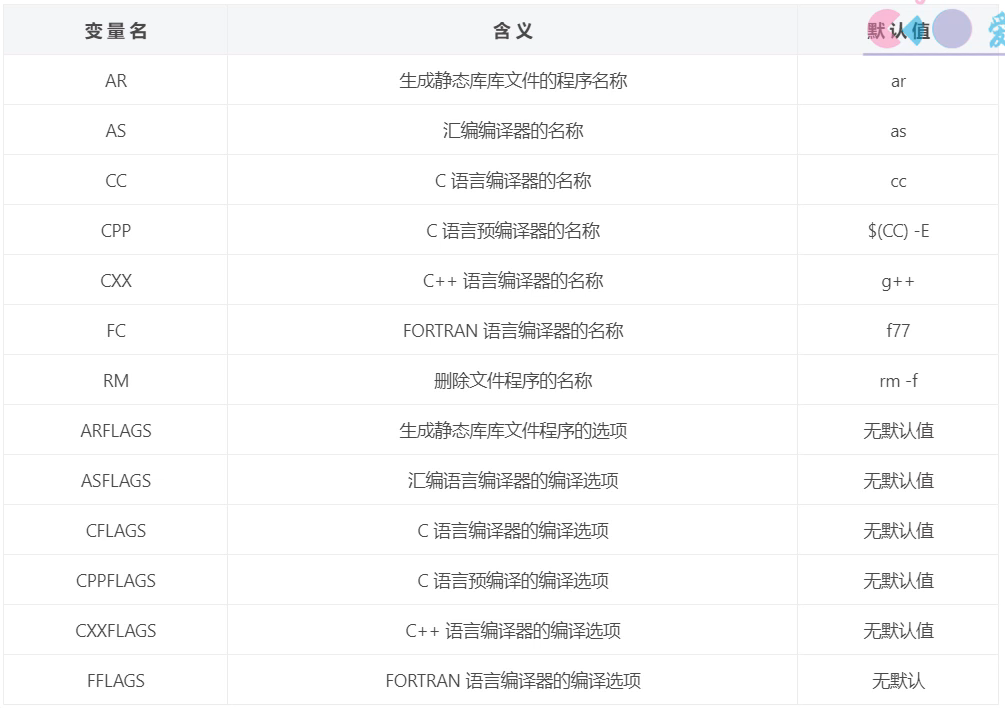 变量名 含义 默认值 爱
AR 生成静态库库文件的程序名称 ar
AS 汇编编译器的名称 as
CC C 语言编译器的名称 cc
CPP C 语言预编译器的名称 $(CC) -E
CXX C++ 语言编译器的名称 g++
FC FORTRAN 语言编译器的名称 f77
RM 删除文件程序的名称 rm -f
ARFLAGS 生成静态库库文件程序的选项 无默认值
ASFLAGS 汇编语言编译器的编译选项 无默认值
CFLAGS C 语言编译器的编译选项 无默认值
CPPFLAGS C 语言预编译的编译选项 无默认值
CXXFLAGS C++ 语言编译器的编译选项 无默认值
FFLAGS FORTRAN 语言编译器的编译选项 无默认